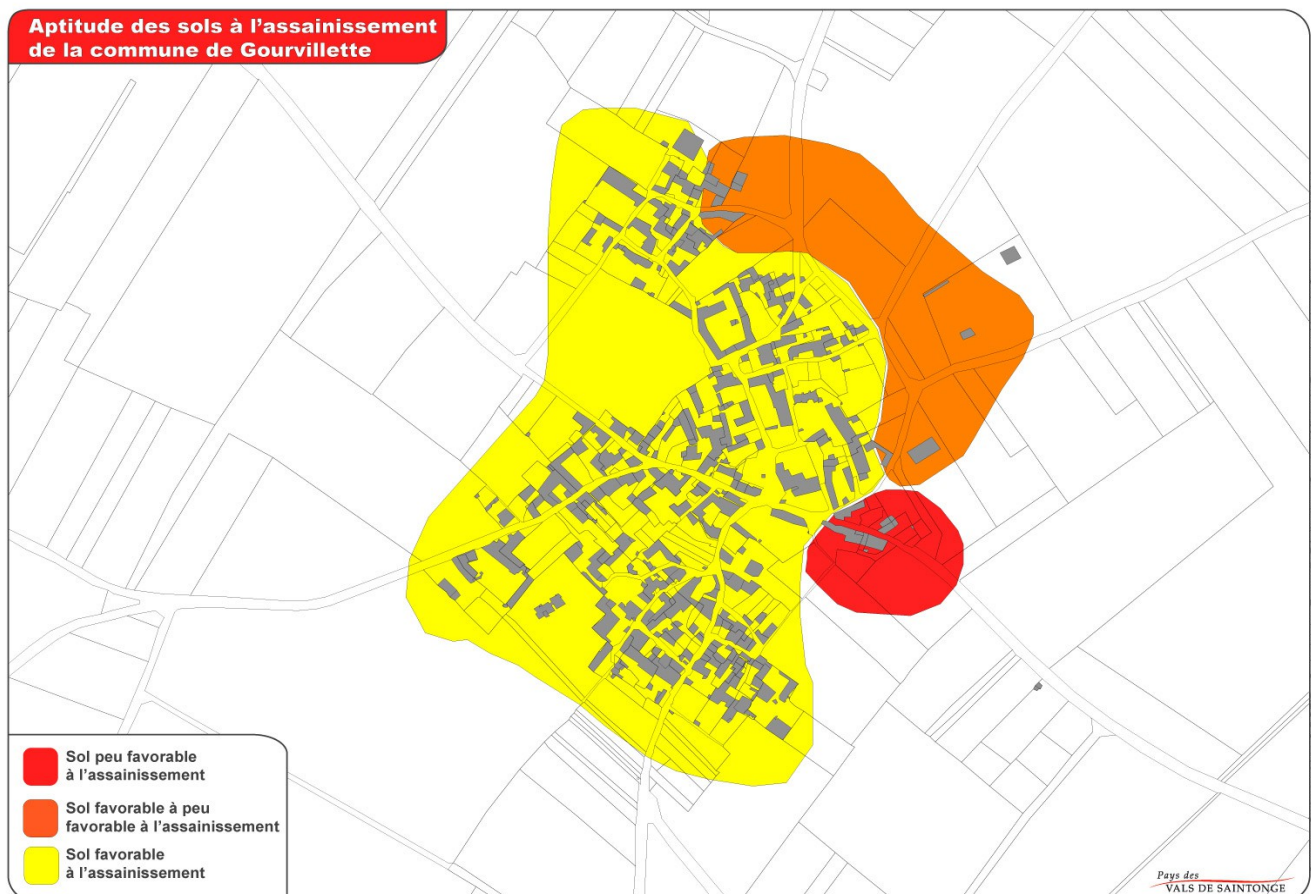 Aptitude des sols à l'assainissement
de la commune de Gourvillette
Sol peu favorable
à l'assainissement
Sol favorable à peu
favorable à l'assainissement
Sol favorable
à l'assainissement
Pays des
VALS DE SAINTONGE